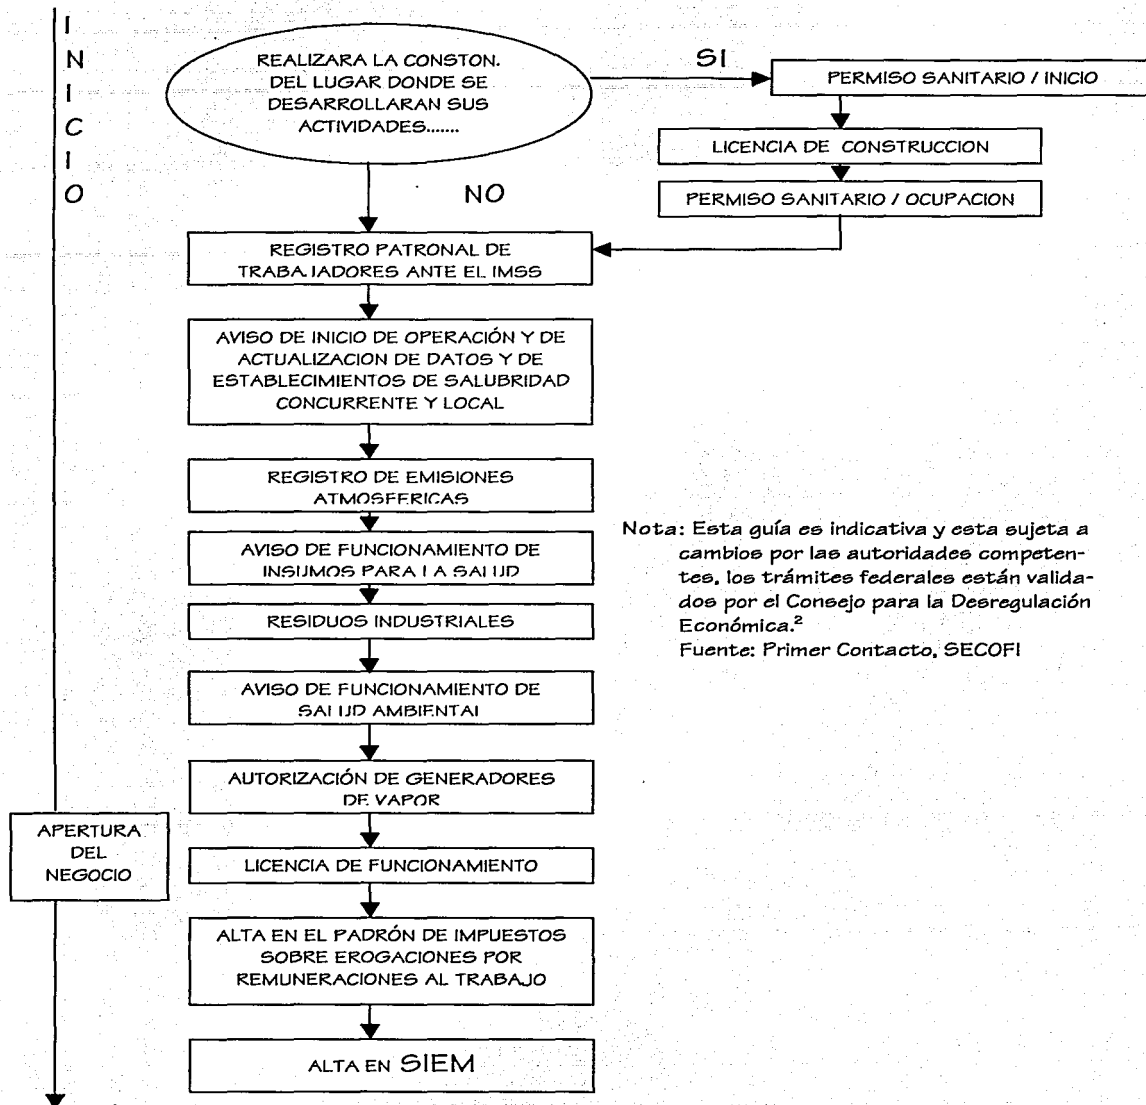 INICIO
REALIZARA LA CONSTON.
DEL LUGAR DONDE SE
DESARROLLARAN SUS
ACTIVIDADES.......
SI
PERMISO SANITARIO / INICIO
LICENCIA DE CONSTRUCCION
PERMISO SANITARIO / OCUPACION
NO
REGISTRO PATRONAL DE
TRABAJADORES ANTE EL IMSS
AVISO DE INICIO DE OPERACIÓN Y DE
ACTUALIZACION DE DATOS Y DE
ESTABLECIMIENTOS DE SALUBRIDAD
CONCURRENTE Y LOCAL
REGISTRO DE EMISIONES
ATMOSFERICAS
AVISO DE FUNCIONAMIENTO DE
INSUMOS PARA LA SALUD
RESIDUOS INDUSTRIALES
AVISO DE FUNCIONAMIENTO DE
SALUD AMBIENTAL
AUTORIZACIÓN DE GENERADORES
DE VAPOR
LICENCIA DE FUNCIONAMIENTO
ALTA EN EL PADRÓN DE IMPUESTOS
SOBRE EROGACIONES POR
REMUNERACIONES AL TRABAJO
ALTA EN SIEM
APERTURA
DEL
NEGOCIO
Nota: Esta guía es indicativa y esta sujeta a
cambios por las autoridades competen-
tes, los trámites federales están valida-
dos por el Consejo para la Desregulación
Económica.²
Fuente: Primer Contacto, SECOFI